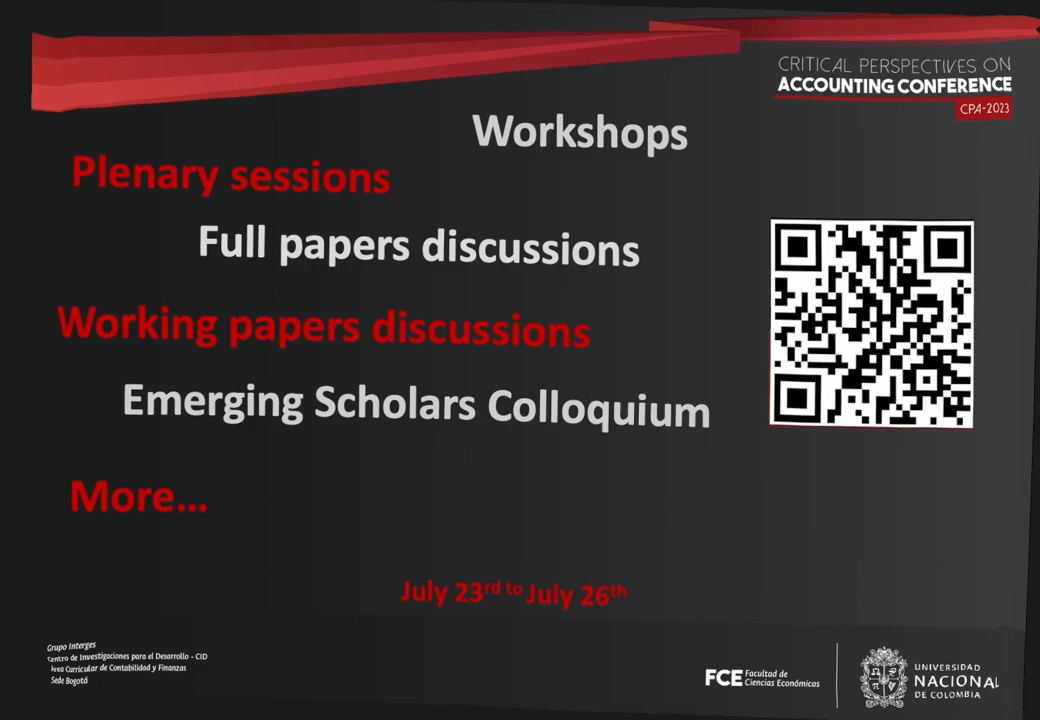 CRITICAL PERSPECTIVES ON
ACCOUNTING CONFERENCE
CPA-2023
Workshops
Plenary sessions
Full papers discussions
Working papers discussions
Emerging Scholars Colloquium
More...
July 23rd to July 26th
Grupo Interges
Centro de Investigaciones para el Desarrollo - CID
Área Curricular de Contabilidad y Finanzas
Sede Bogotá
FCE Facultad de
Ciencias Económicas
UNIVERSIDAD
NACIONAL
DE COLOMBIA